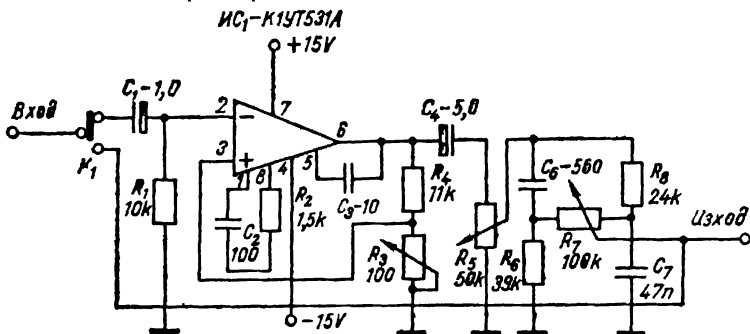 ИС₁-К1УТ531А
+15V
C₁-1,0
Вход
К₁
2
3
7
6
1
8
4
5
C₄-5,0
R₁
10k
C₂
100
R₂
1,5k
C₃-10
R₄
11k
R₃
100
R₅
50k
C₆-560
R₆
39k
R₇
100k
R₈
24k
C₇
47n
Изход
-15V